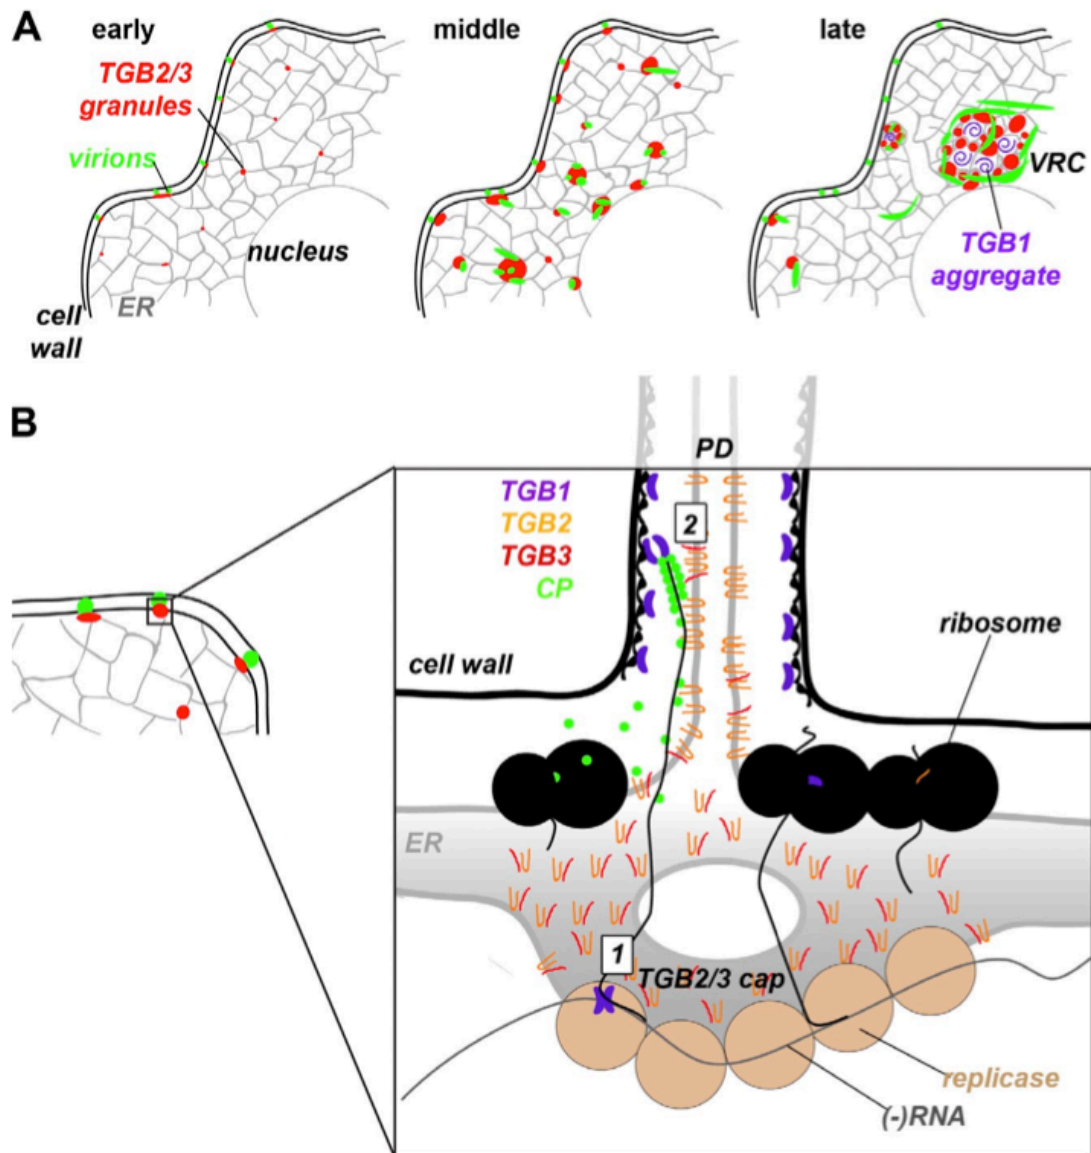 A
early
middle
late
TGB2/3
granules
virions
nucleus
ER
cell
wall
VRC
TGB1
aggregate
B
PD
TGB1
TGB2
TGB3
CP
2
ribosome
cell wall
ER
1
TGB2/3 cap
replicase
(-)RNA